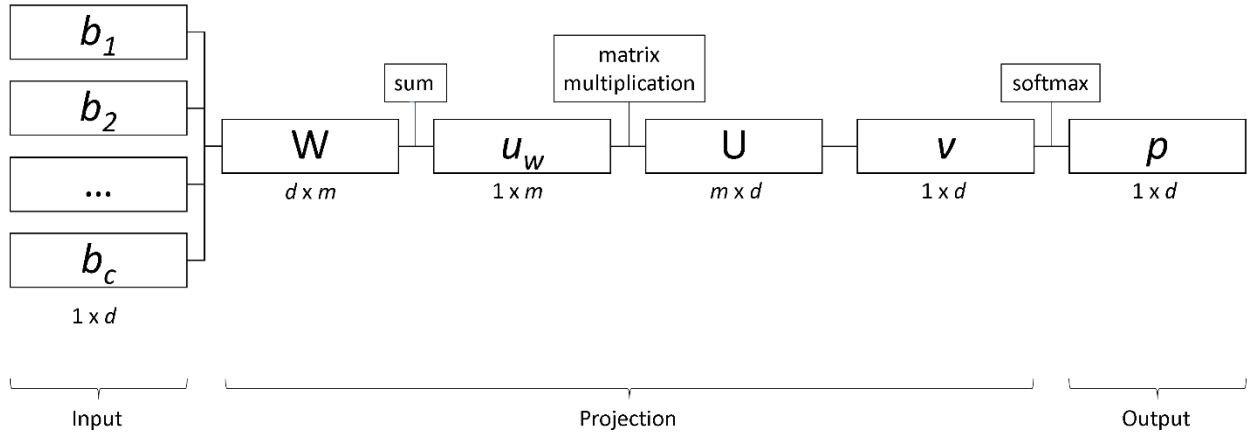 b1
b2
...
bc
1 x d
W
d x m
sum
uw
1 x m
matrix
multiplication
U
m x d
v
1 x d
softmax
p
1 x d
Input
Projection
Output